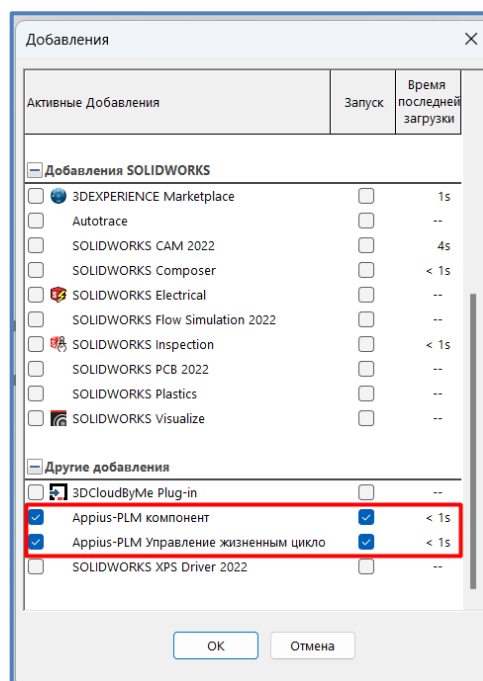 Добавления
Активные Добавления Запуск Время последней загрузки
Добавления SOLIDWORKS
3DEXPERIENCE Marketplace 1s
Autotrace --
SOLIDWORKS CAM 2022 4s
SOLIDWORKS Composer < 1s
SOLIDWORKS Electrical --
SOLIDWORKS Flow Simulation 2022 --
SOLIDWORKS Inspection < 1s
SOLIDWORKS PCB 2022 --
SOLIDWORKS Plastics --
SOLIDWORKS Visualize --
Другие добавления
3DCloudByMe Plug-in --
Appius-PLM компонент < 1s
Appius-PLM Управление жизненным цикло < 1s
SOLIDWORKS XPS Driver 2022 --
ОК Отмена